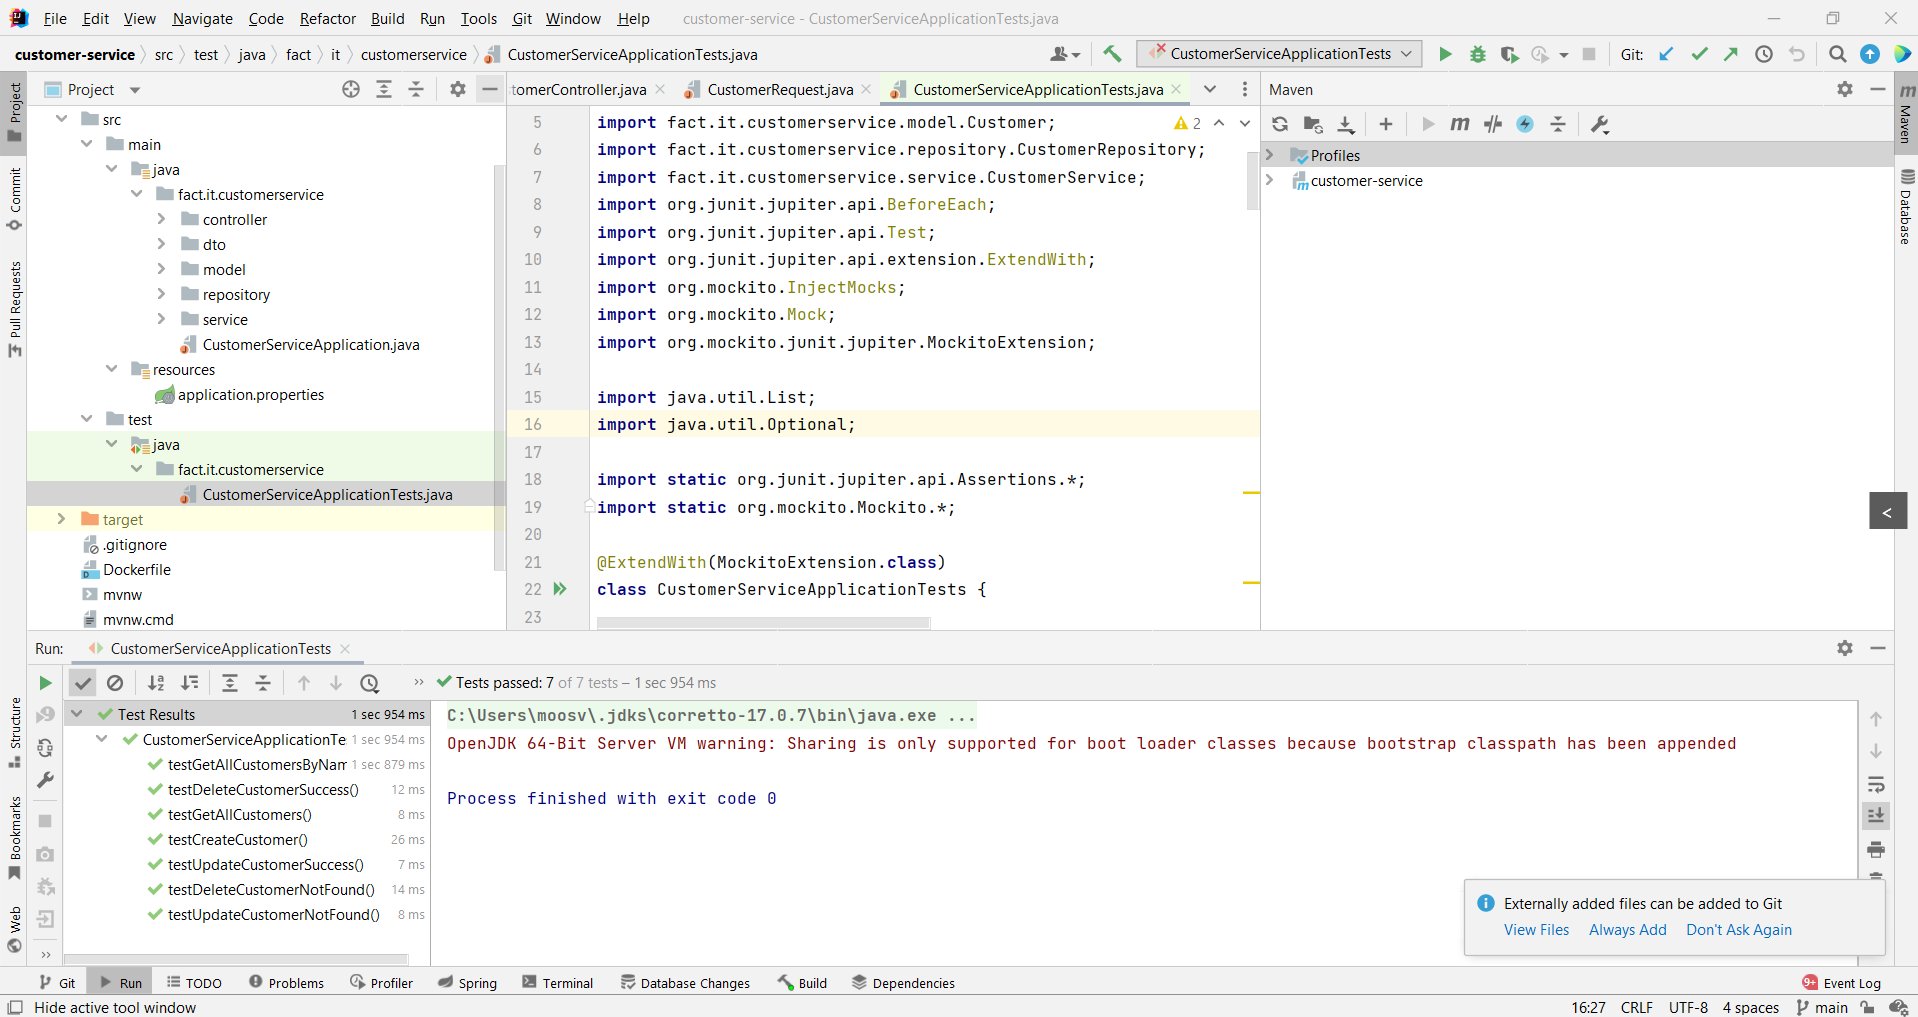 File Edit View Navigate Code Refactor Build Run Tools Git Window Help customer-service - CustomerServiceApplicationTests.java
customer-service src test java fact it customerservice CustomerServiceApplicationTests.java
CustomerServiceApplicationTests
Git:
Project
tomerController.java
CustomerRequest.java
CustomerServiceApplicationTests.java
Maven
Project
Commit
Pull Requests
Structure
Bookmarks
Web
src
main
java
fact.it.customerservice
controller
dto
model
repository
service
CustomerServiceApplication.java
resources
application.properties
test
java
fact.it.customerservice
CustomerServiceApplicationTests.java
target
.gitignore
Dockerfile
mvnw
mvnw.cmd
2
5 import fact.it.customerservice.model.Customer;
6 import fact.it.customerservice.repository.CustomerRepository;
7 import fact.it.customerservice.service.CustomerService;
8 import org.junit.jupiter.api.BeforeEach;
9 import org.junit.jupiter.api.Test;
10 import org.junit.jupiter.api.extension.ExtendWith;
11 import org.mockito.InjectMocks;
12 import org.mockito.Mock;
13 import org.mockito.junit.jupiter.MockitoExtension;
14
15 import java.util.List;
16 import java.util.Optional;
17
18 import static org.junit.jupiter.api.Assertions.*;
19 import static org.mockito.Mockito.*;
20
21 @ExtendWith(MockitoExtension.class)
22 class CustomerServiceApplicationTests {
23
Profiles
customer-service
Maven
Database
<
Run: CustomerServiceApplicationTests
Tests passed: 7 of 7 tests – 1 sec 954 ms
Test Results 1 sec 954 ms
CustomerServiceApplicationTe 1 sec 954 ms
testGetAllCustomersByNam 1 sec 879 ms
testDeleteCustomerSuccess() 12 ms
testGetAllCustomers() 8 ms
testCreateCustomer() 26 ms
testUpdateCustomerSuccess() 7 ms
testDeleteCustomerNotFound() 14 ms
testUpdateCustomerNotFound() 8 ms
C:\Users\moosv\.jdks\corretto-17.0.7\bin\java.exe ...
OpenJDK 64-Bit Server VM warning: Sharing is only supported for boot loader classes because bootstrap classpath has been appended
Process finished with exit code 0
Externally added files can be added to Git
View Files Always Add Don't Ask Again
Git Run TODO Problems Profiler Spring Terminal Database Changes Build Dependencies 9+ Event Log
Hide active tool window 16:27 CRLF UTF-8 4 spaces main